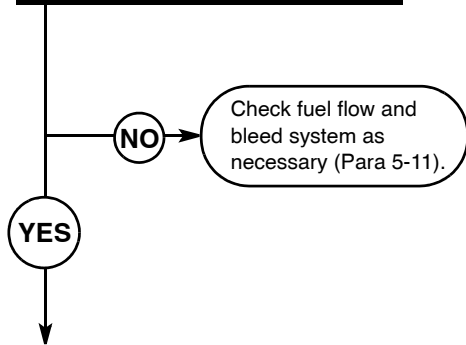 NO
Check fuel flow and
bleed system as
necessary (Para 5-11).
YES